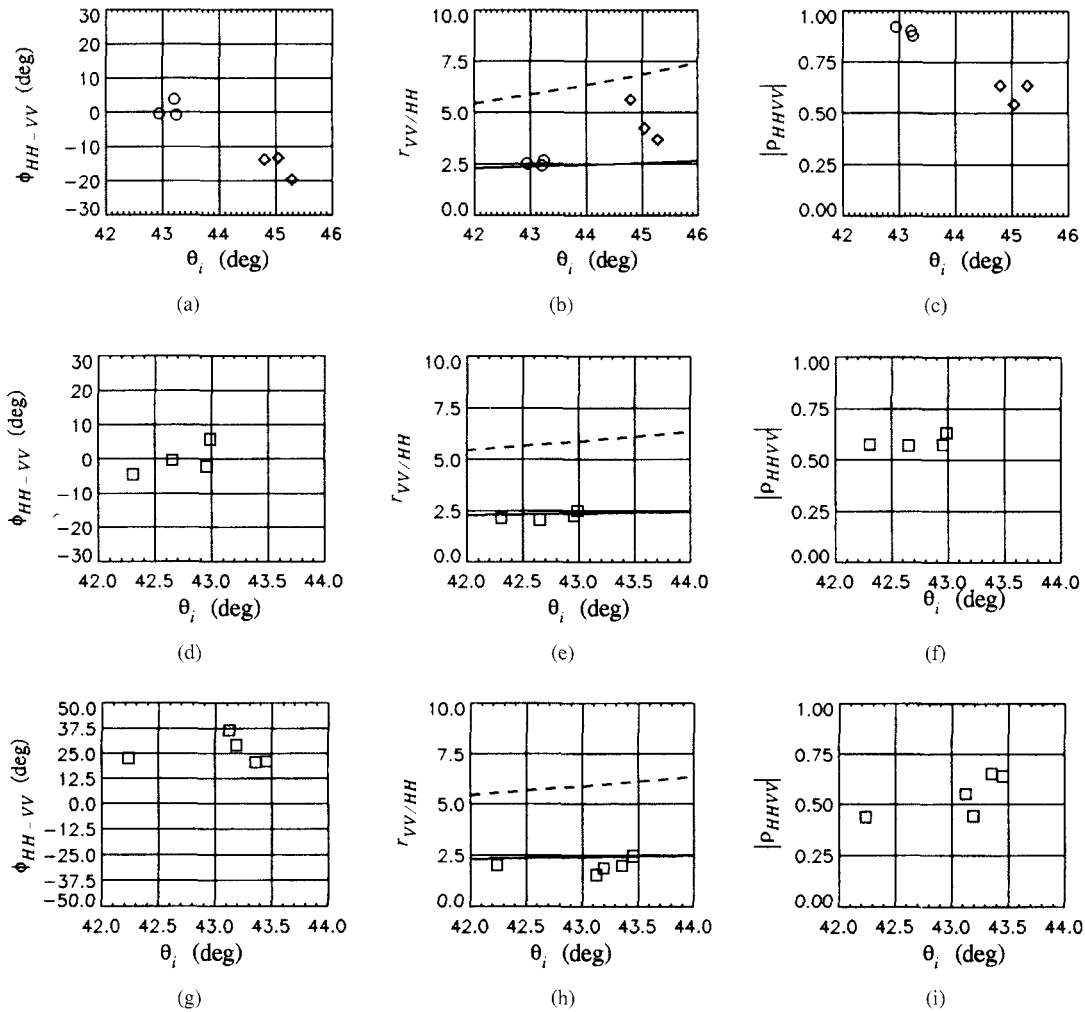 30
20
10
0
−10
−20
−30
ϕHH − VV (deg)
42 43 44 45 46
θi (deg)
(a)
10.0
7.5
5.0
2.5
0.0
rVV/HH
42 43 44 45 46
θi (deg)
(b)
1.00
0.75
0.50
0.25
0.00
|ρHHVV|
42 43 44 45 46
θi (deg)
(c)
30
20
10
0
−10
−20
−30
ϕHH − VV (deg)
42.0 42.5 43.0 43.5 44.0
θi (deg)
(d)
10.0
7.5
5.0
2.5
0.0
rVV/HH
42.0 42.5 43.0 43.5 44.0
θi (deg)
(e)
1.00
0.75
0.50
0.25
0.00
|ρHHVV|
42.0 42.5 43.0 43.5 44.0
θi (deg)
(f)
50.0
37.5
25.0
12.5
0.0
−12.5
−25.0
−37.5
−50.0
ϕHH − VV (deg)
42.0 42.5 43.0 43.5 44.0
θi (deg)
(g)
10.0
7.5
5.0
2.5
0.0
rVV/HH
42.0 42.5 43.0 43.5 44.0
θi (deg)
(h)
1.00
0.75
0.50
0.25
0.00
|ρHHVV|
42.0 42.5 43.0 43.5 44.0
θi (deg)
(i)